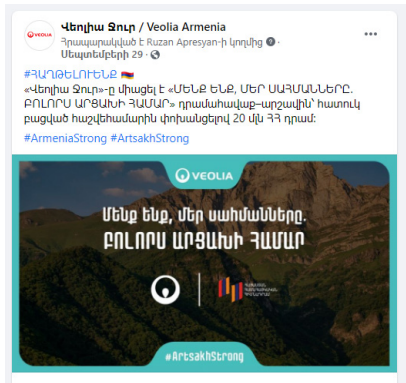 Վեոլիա Ջուր / Veolia Armenia
Հրապարակված է Ruzan Apresyan-ի կողմից ·
Սեպտեմբերի 29 ·
#ՀԱՂԹԵԼՈՒԵՆՔ 🇦🇲
«Վեոլիա Ջուր»-ը միացել է «ՄԵՆՔ ԵՆՔ, ՄԵՐ ՍԱՀՄԱՆՆԵՐԸ.
ԲՈԼՈՐՍ ԱՐՑԱԽԻ ՀԱՄԱՐ» դրամահավաք–արշավին՝ հատուկ
բացված հաշվեհամարին փոխանցելով 20 մլն ՀՀ դրամ:
#ArmeniaStrong #ArtsakhStrong
VEOLIA
VEOLIA
Մենք ենք, մեր սահմանները.
ԲՈԼՈՐՍ ԱՐՑԱԽԻ ՀԱՄԱՐ
#ArtsakhStrong